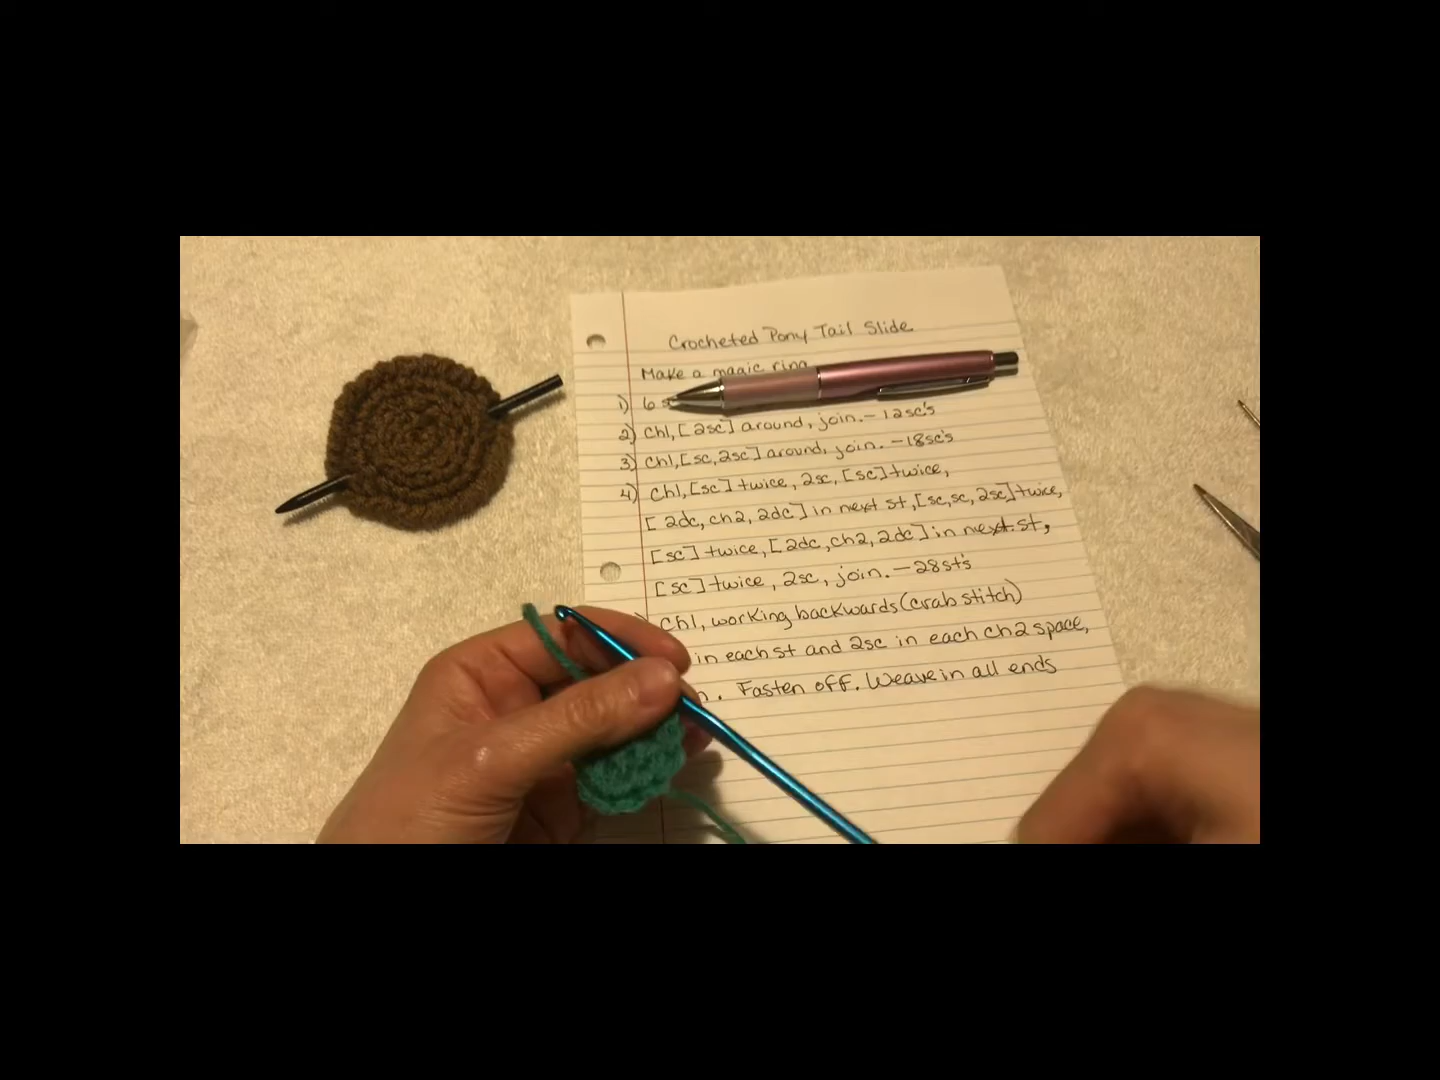 Crocheted Pony Tail Slide
Make a magic ring
1) 6
2) Ch1, [2sc] around, join. - 12sc's
3) Ch1, [sc, 2sc] around, join. - 18sc's
4) Ch1, [sc] twice, 2sc, [sc] twice,
[2dc, ch2, 2dc] in next st, [sc, sc, 2sc] twice,
[sc] twice, [2dc, ch2, 2dc] in next st,
[sc] twice, 2sc, join. - 28st's
Ch1, working backwards (crab stitch)
in each st and 2sc in each ch2 space,
Fasten off. Weave in all ends